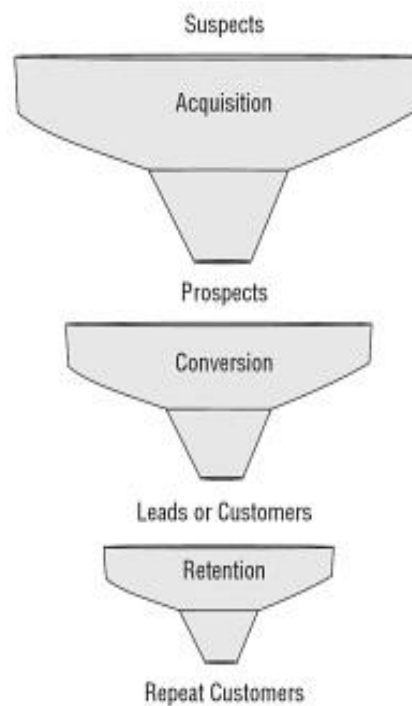 Suspects
Acquisition
Prospects
Conversion
Leads or Customers
Retention
Repeat Customers